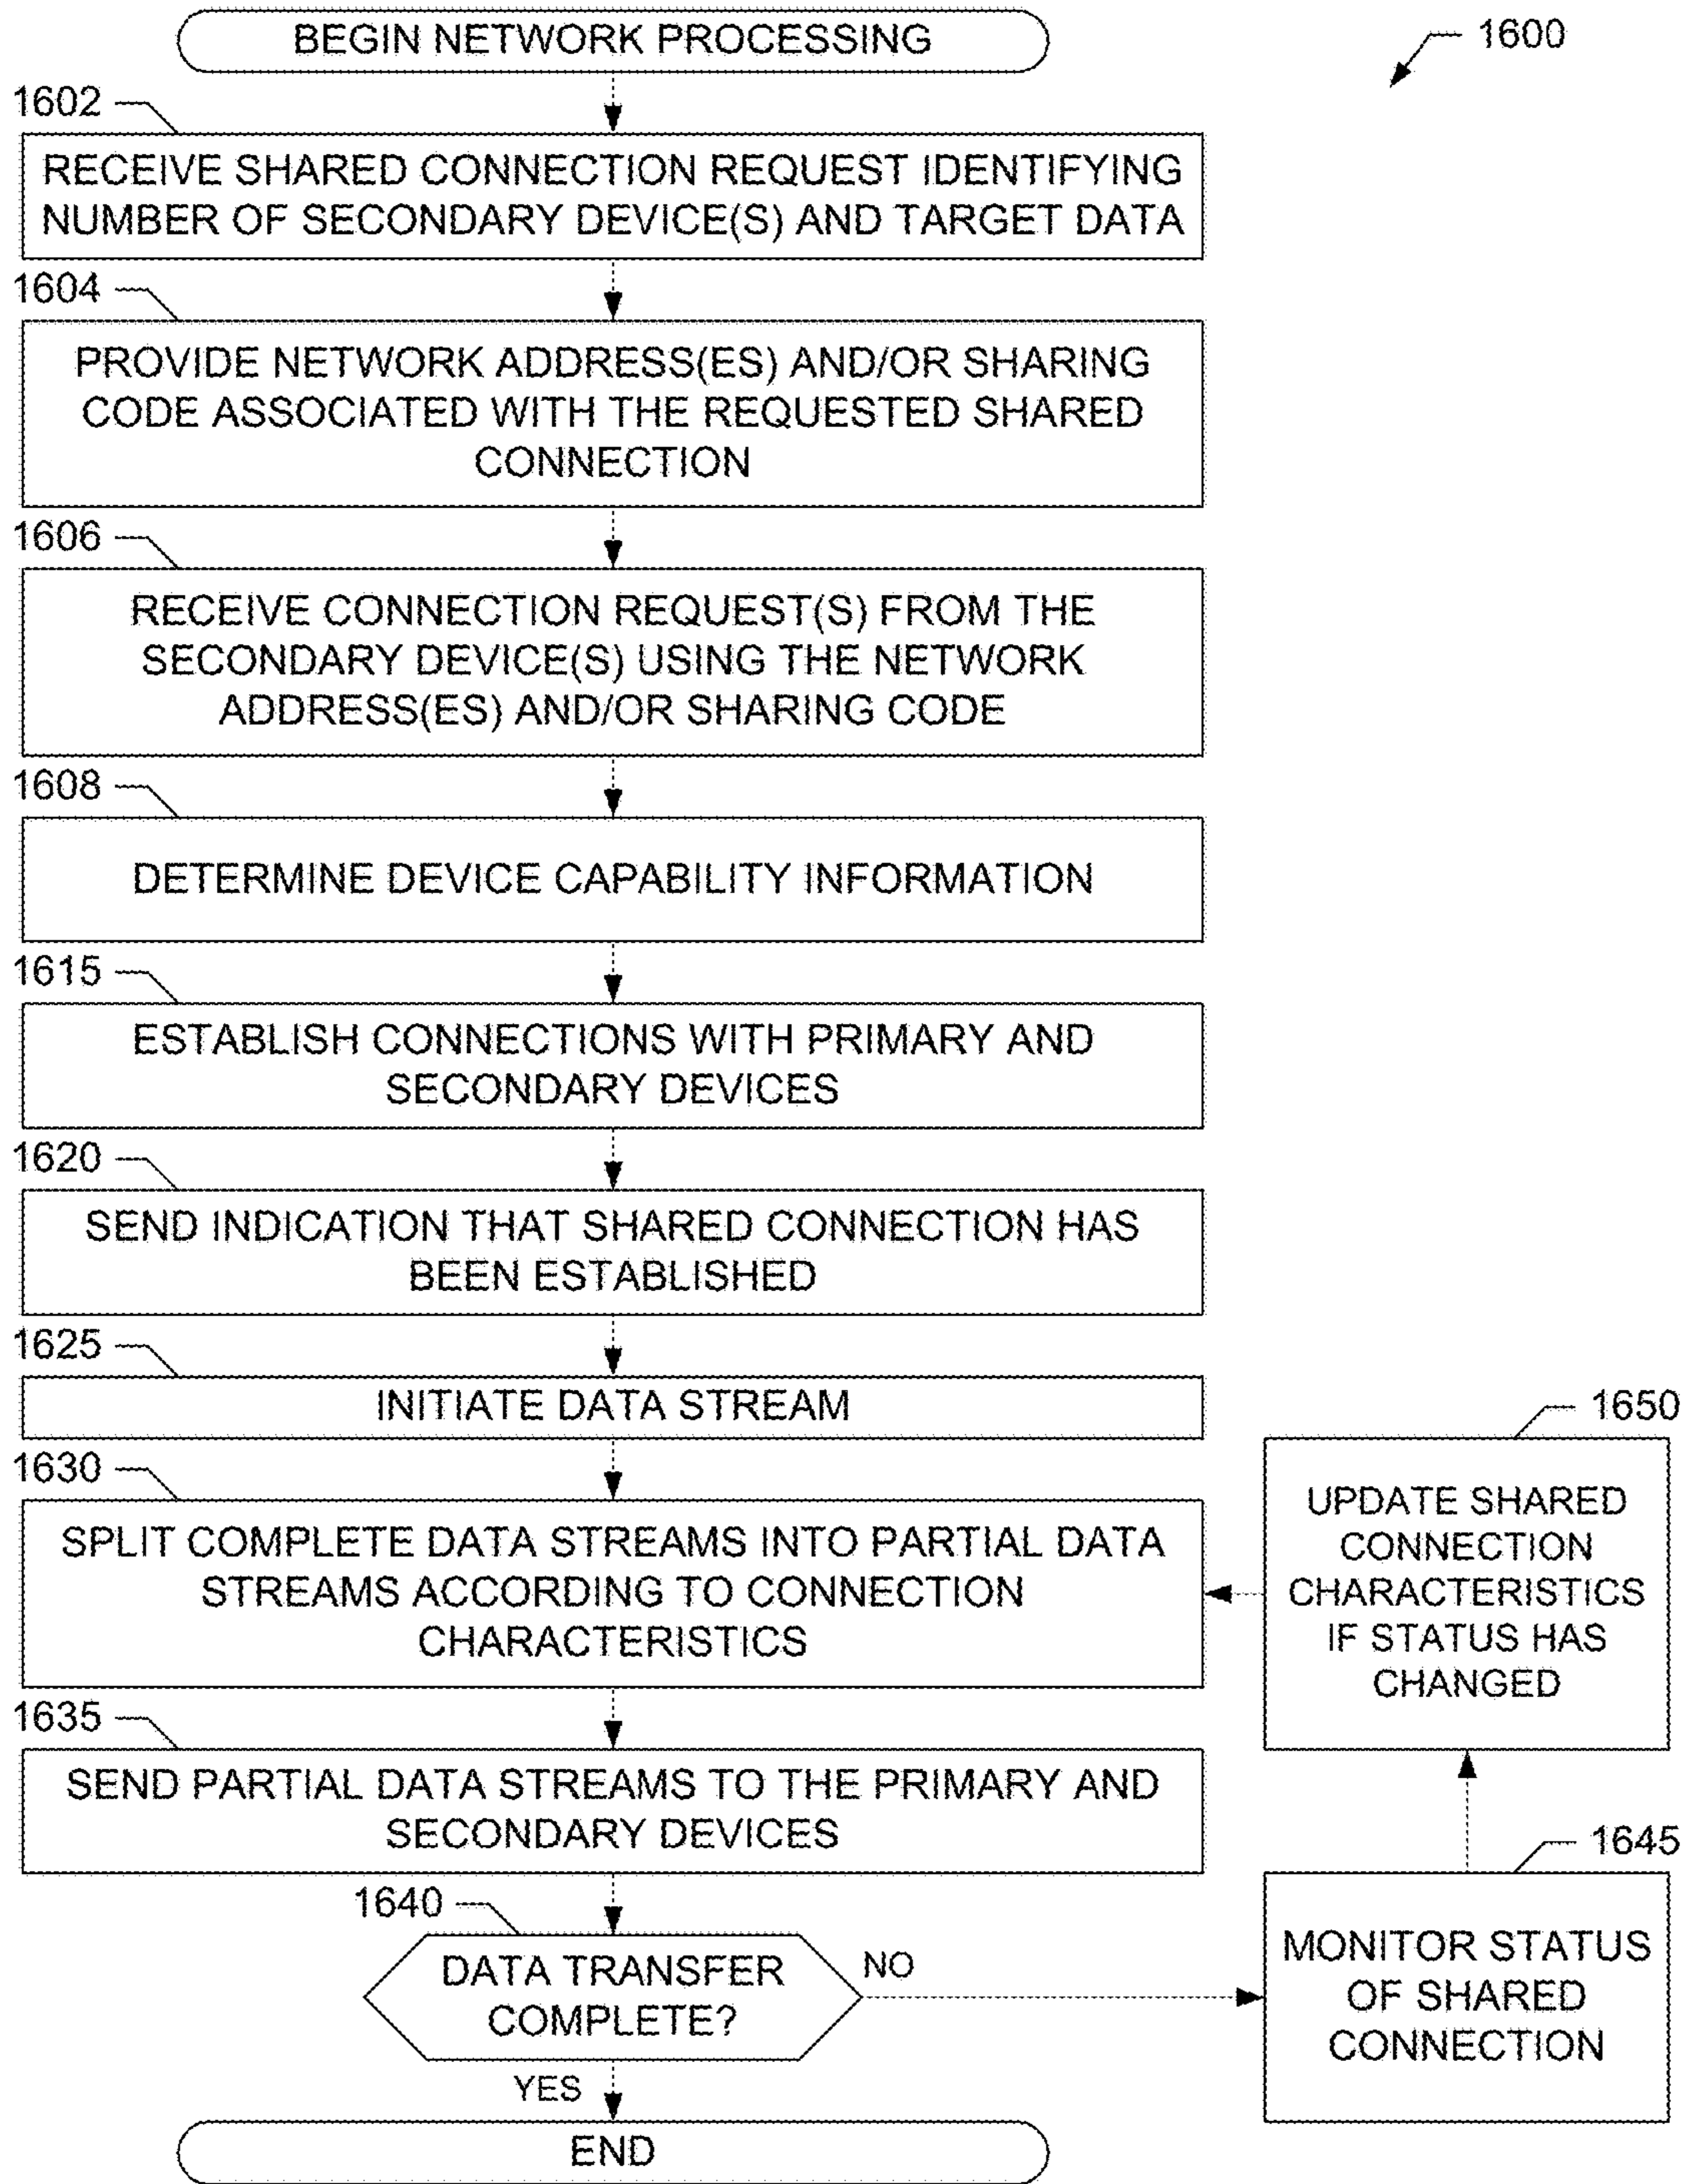 BEGIN NETWORK PROCESSING
1600
1602
RECEIVE SHARED CONNECTION REQUEST IDENTIFYING
NUMBER OF SECONDARY DEVICE(S) AND TARGET DATA
1604
PROVIDE NETWORK ADDRESS(ES) AND/OR SHARING
CODE ASSOCIATED WITH THE REQUESTED SHARED
CONNECTION
1606
RECEIVE CONNECTION REQUEST(S) FROM THE
SECONDARY DEVICE(S) USING THE NETWORK
ADDRESS(ES) AND/OR SHARING CODE
1608
DETERMINE DEVICE CAPABILITY INFORMATION
1615
ESTABLISH CONNECTIONS WITH PRIMARY AND
SECONDARY DEVICES
1620
SEND INDICATION THAT SHARED CONNECTION HAS
BEEN ESTABLISHED
1625
INITIATE DATA STREAM
1630
SPLIT COMPLETE DATA STREAMS INTO PARTIAL DATA
STREAMS ACCORDING TO CONNECTION
CHARACTERISTICS
1635
SEND PARTIAL DATA STREAMS TO THE PRIMARY AND
SECONDARY DEVICES
1640
DATA TRANSFER
COMPLETE?
NO
YES
END
1645
MONITOR STATUS
OF SHARED
CONNECTION
1650
UPDATE SHARED
CONNECTION
CHARACTERISTICS
IF STATUS HAS
CHANGED